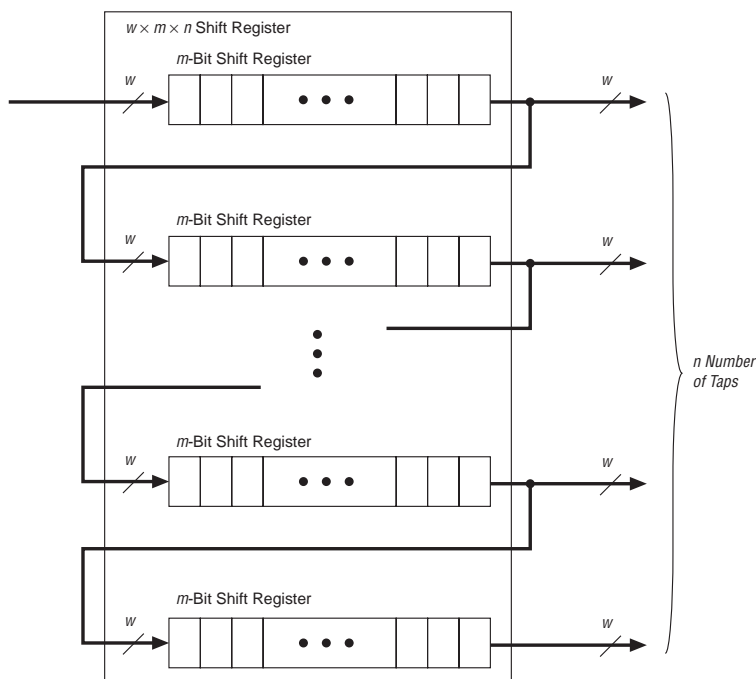 w × m × n Shift Register
m-Bit Shift Register
w
w
m-Bit Shift Register
w
w
n Number
of Taps
m-Bit Shift Register
w
w
m-Bit Shift Register
w
w